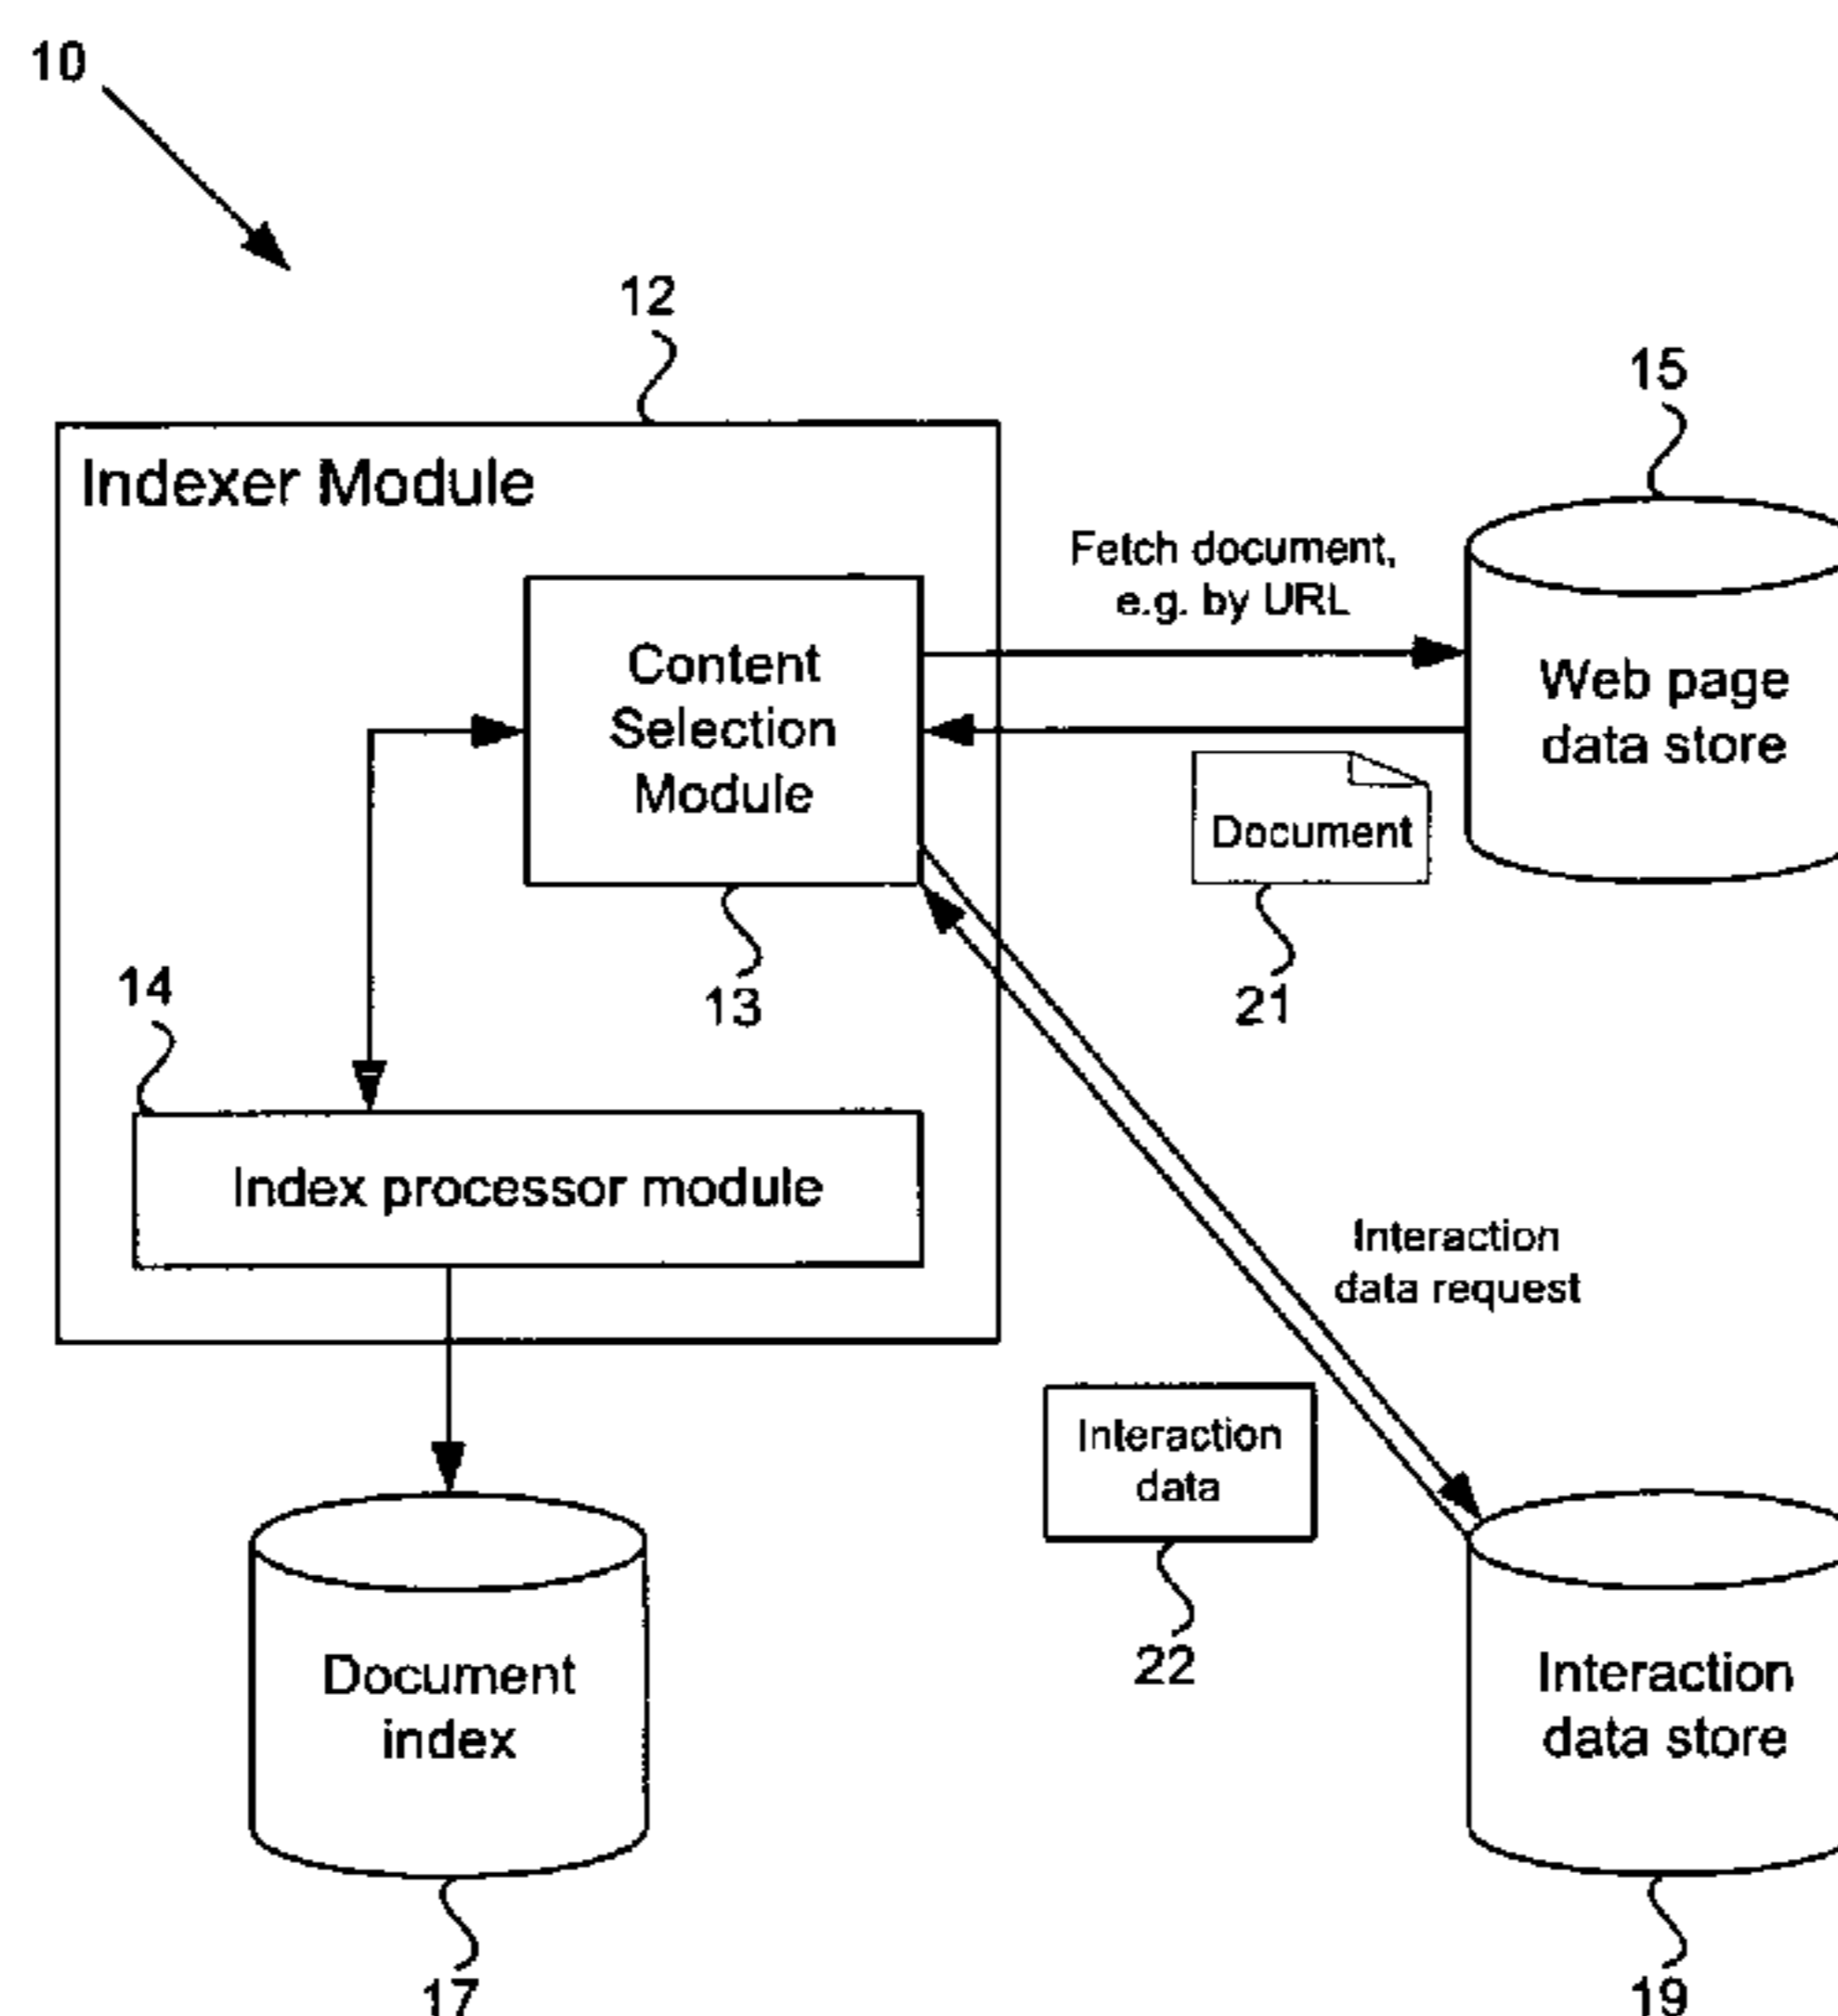 10
12
15
Indexer Module
Fetch document,
e.g. by URL
Content
Selection
Module
Web page
data store
Document
14
13
21
Index processor module
Interaction
data request
Interaction
data
22
Document
index
Interaction
data store
17
19